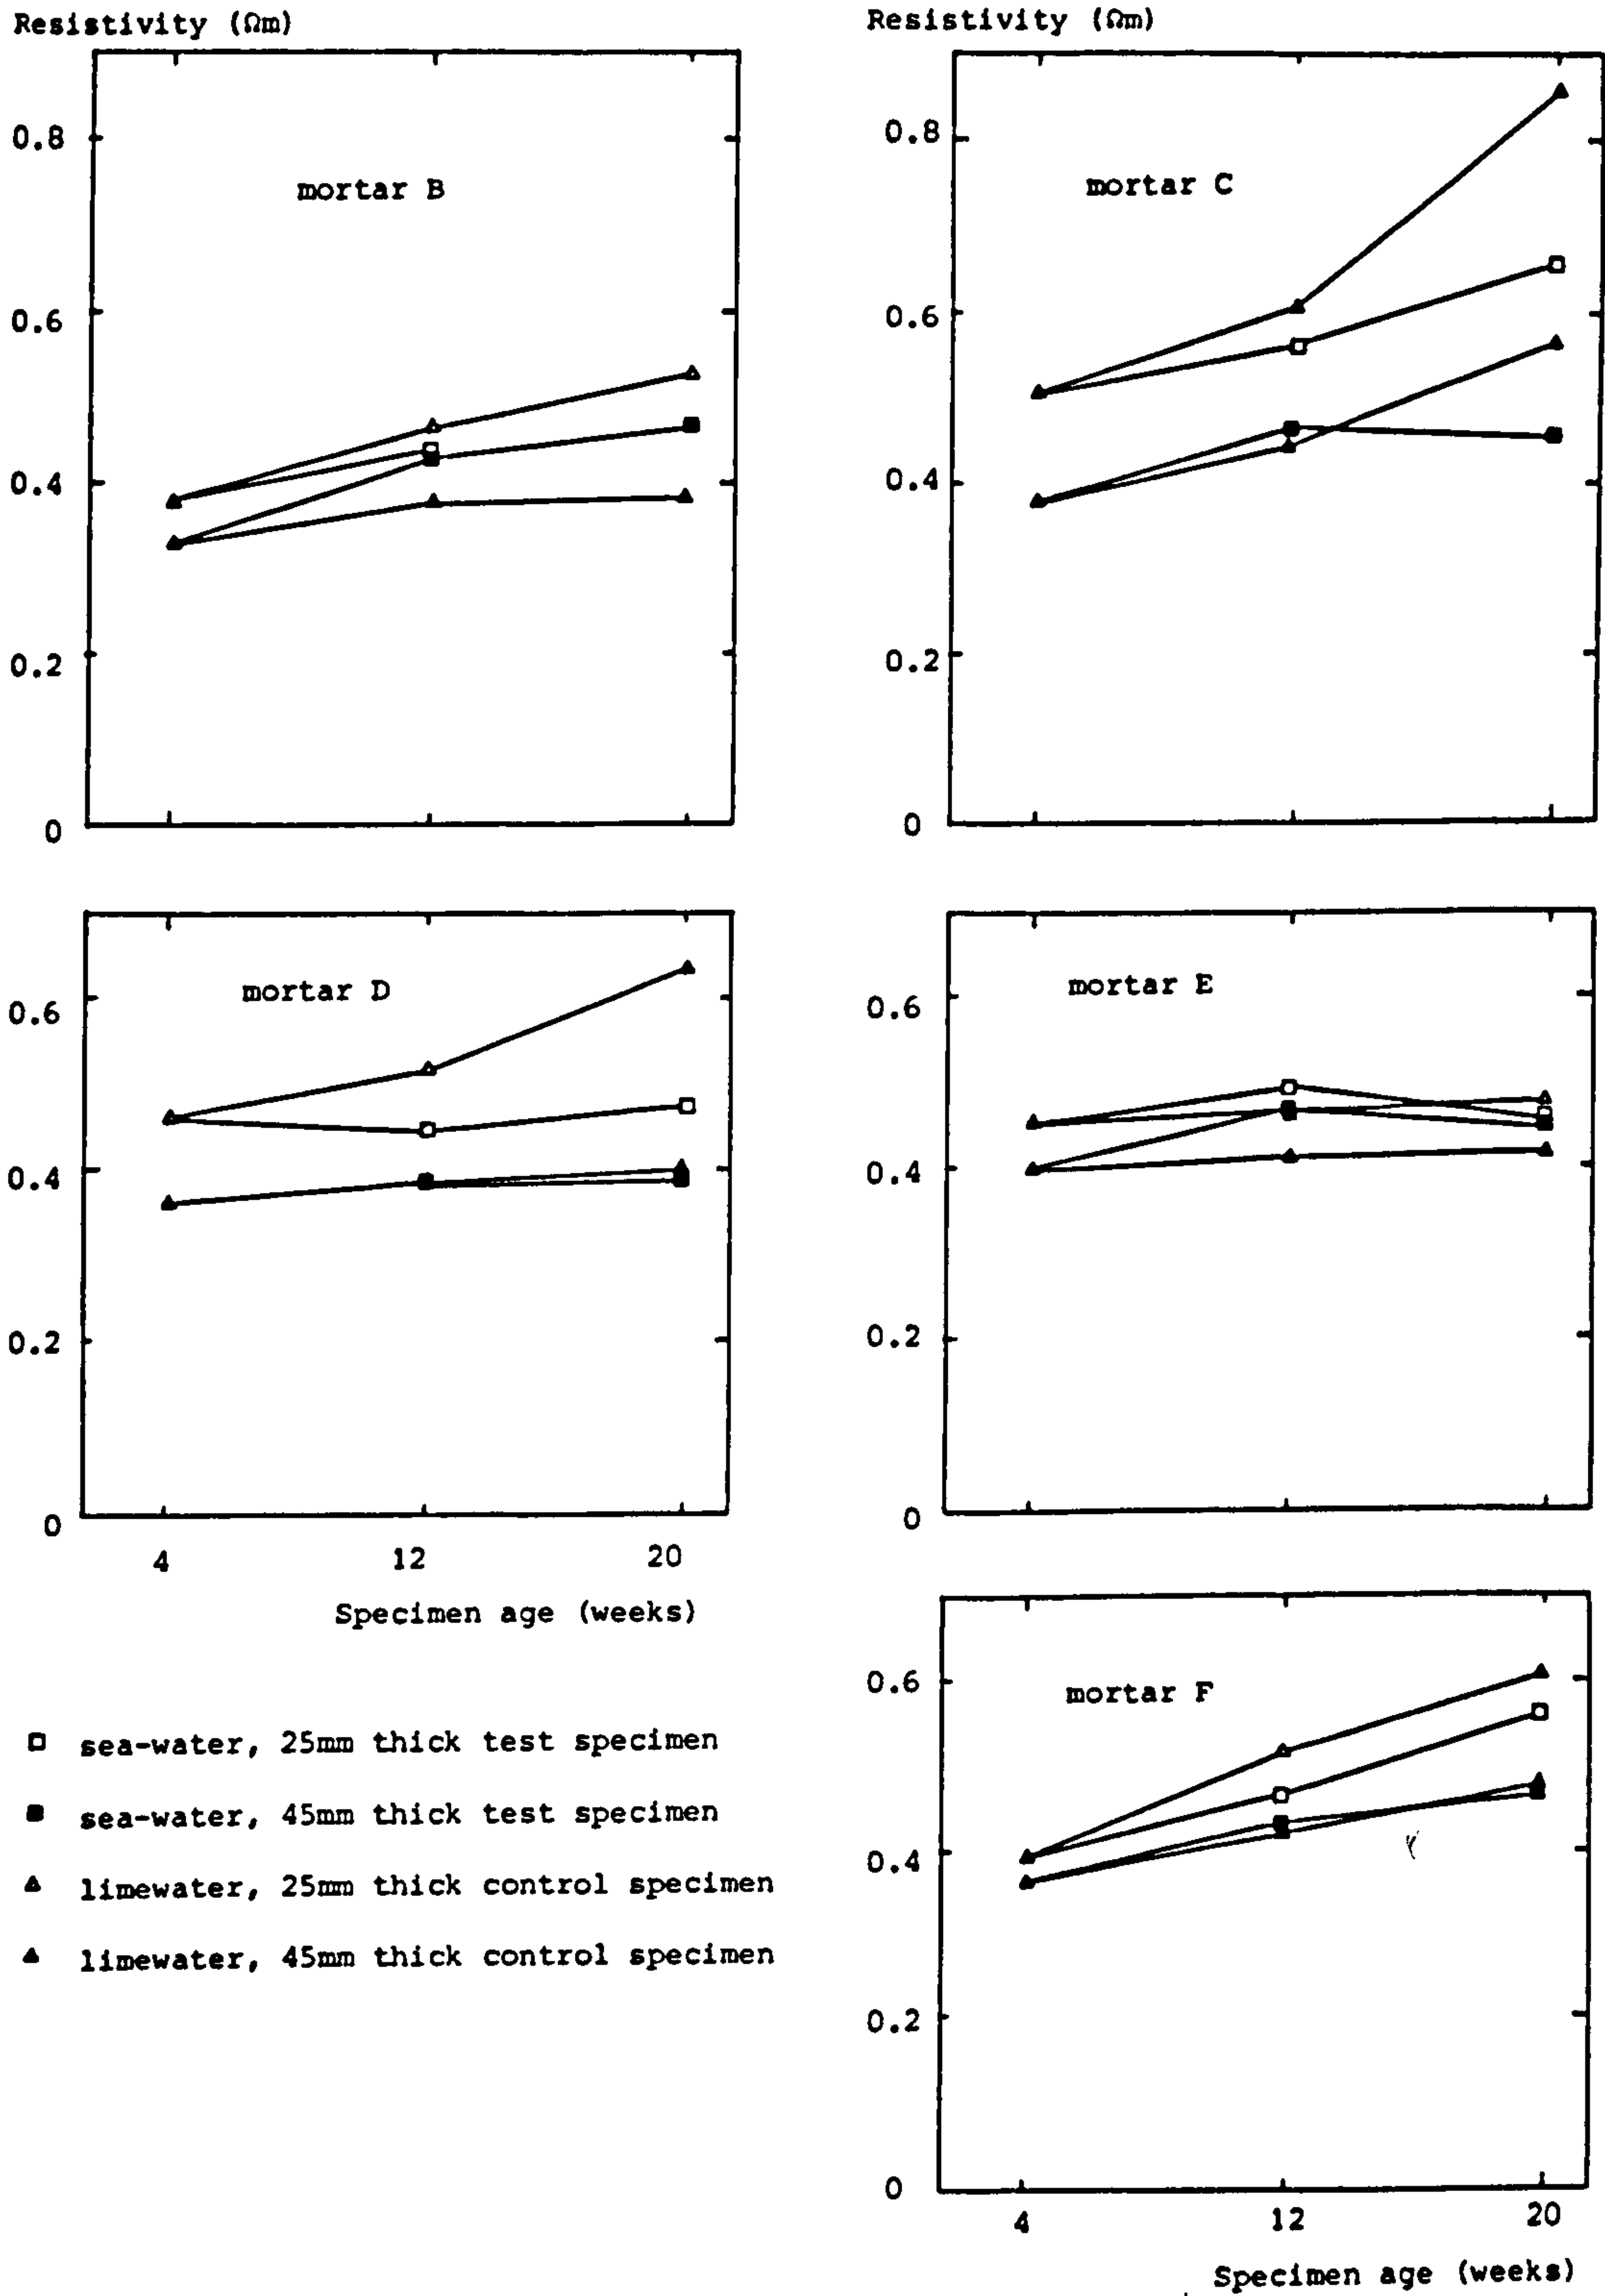 Resistivity (Ωm)
0.8
mortar B
0.6
0.4
0.2
0
Resistivity (Ωm)
0.8
mortar C
0.6
0.4
0.2
0
mortar D
0.6
0.4
0.2
0
4 12 20
Specimen age (weeks)
mortar E
0.6
0.4
0.2
0
mortar F
0.6
0.4
0.2
0
4 12 20
Specimen age (weeks)
sea-water, 25mm thick test specimen
sea-water, 45mm thick test specimen
limewater, 25mm thick control specimen
limewater, 45mm thick control specimen